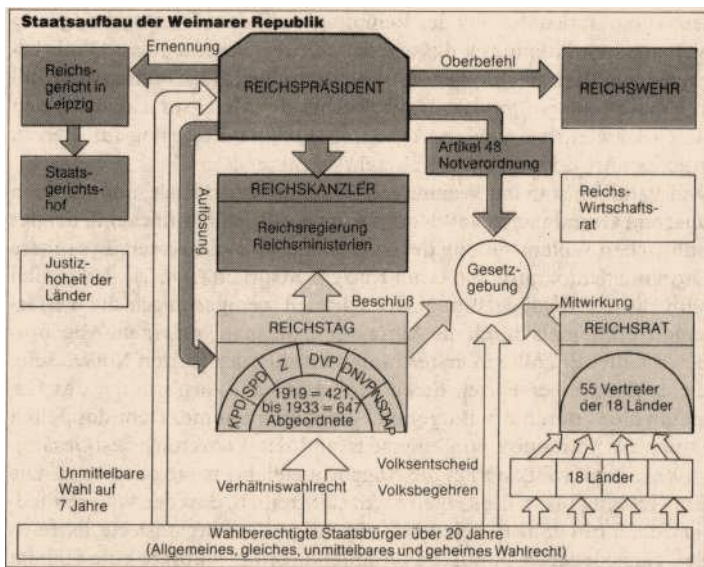 Staatsaufbau der Weimarer Republik
Ernennung
Reichs-
gericht in
Leipzig
REICHSPRÄSIDENT
Oberbefehl
REICHSWEHR
Staats-
gerichts-
hof
Artikel 48
Notverordnung
Auflösung
REICHSKANZLER
Reichsregierung
Reichsministerien
Reichs-
Wirtschafts-
rat
Justiz-
hoheit der
Länder
Gesetz-
gebung
Beschluß
Mitwirkung
REICHSTAG
REICHSRAT
KPD
SPD
Z
DVP
DNVP
NSDAP
1919 = 421,
bis 1933 = 647
Abgeordnete
55 Vertreter
der 18 Länder
Unmittelbare
Wahl auf
7 Jahre
Verhältniswahlrecht
Volksentscheid
Volksbegehren
18 Länder
Wahlberechtigte Staatsbürger über 20 Jahre
(Allgemeines, gleiches, unmittelbares und geheimes Wahlrecht)